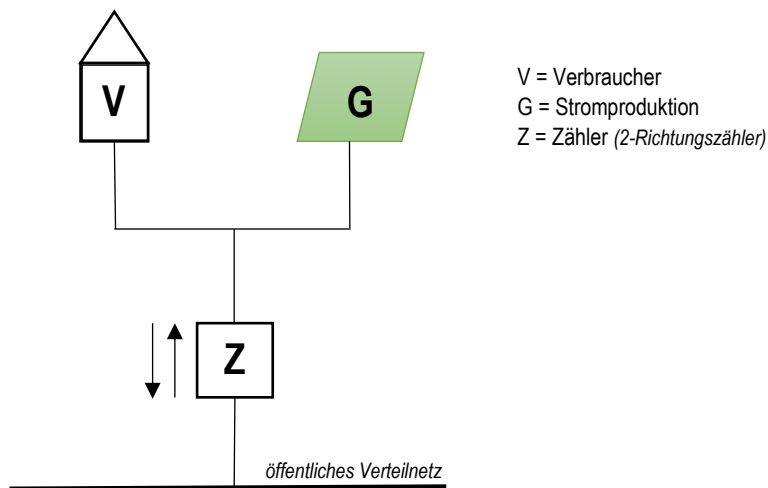 V
G
V = Verbraucher
G = Stromproduktion
Z = Zähler (2-Richtungszähler)
Z
öffentliches Verteilnetz